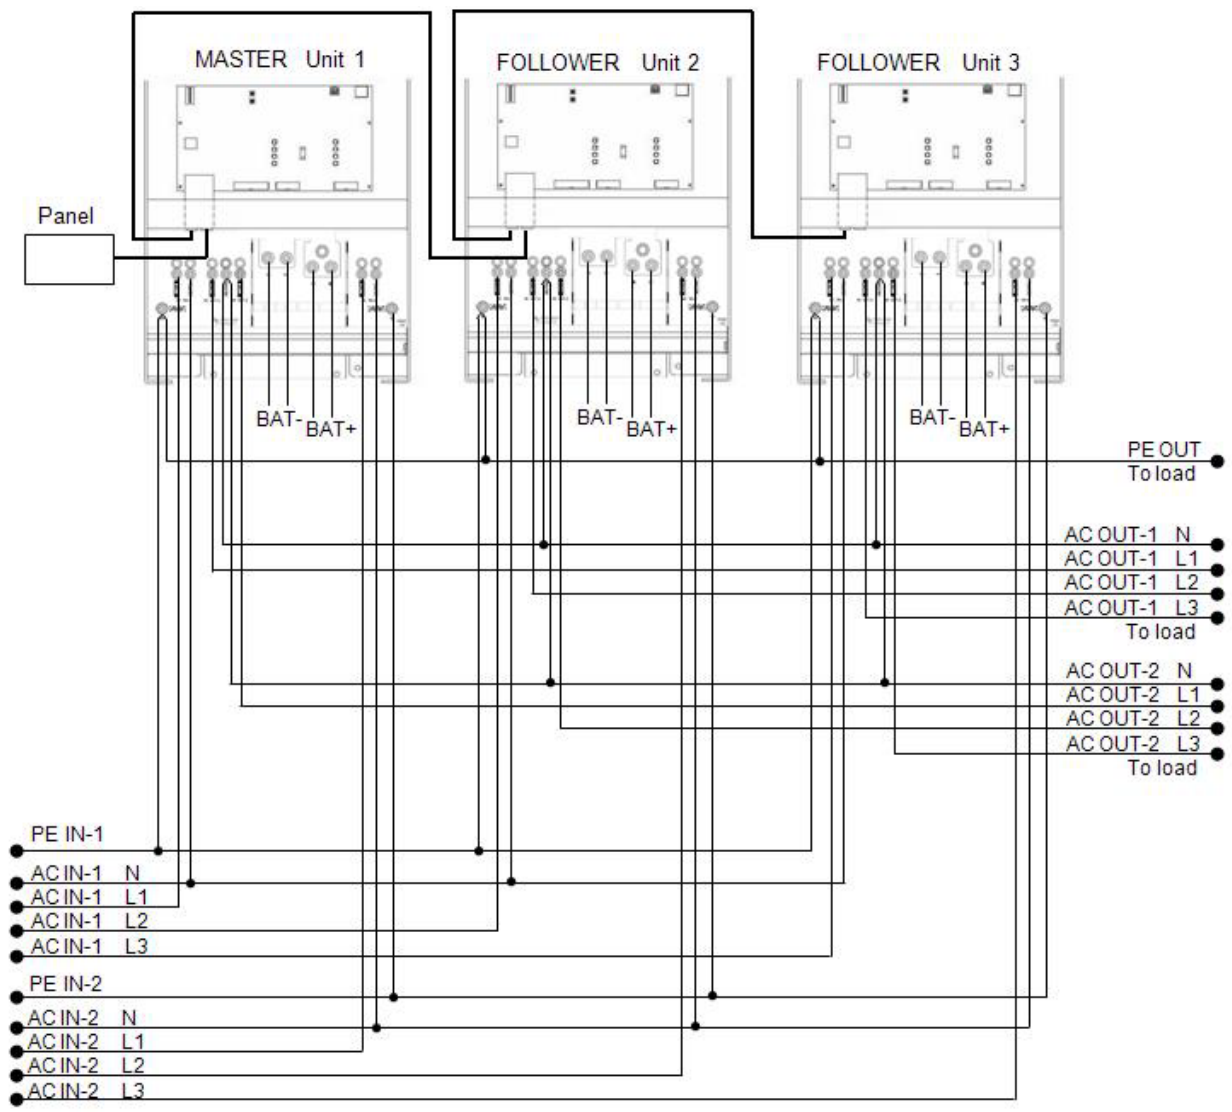 MASTER Unit 1
FOLLOWER Unit 2
FOLLOWER Unit 3
Panel
BAT-
BAT+
BAT-
BAT+
BAT-
BAT+
PE OUT
To load
AC OUT-1 N
AC OUT-1 L1
AC OUT-1 L2
AC OUT-1 L3
To load
AC OUT-2 N
AC OUT-2 L1
AC OUT-2 L2
AC OUT-2 L3
To load
PE IN-1
AC IN-1 N
AC IN-1 L1
AC IN-1 L2
AC IN-1 L3
PE IN-2
AC IN-2 N
AC IN-2 L1
AC IN-2 L2
AC IN-2 L3